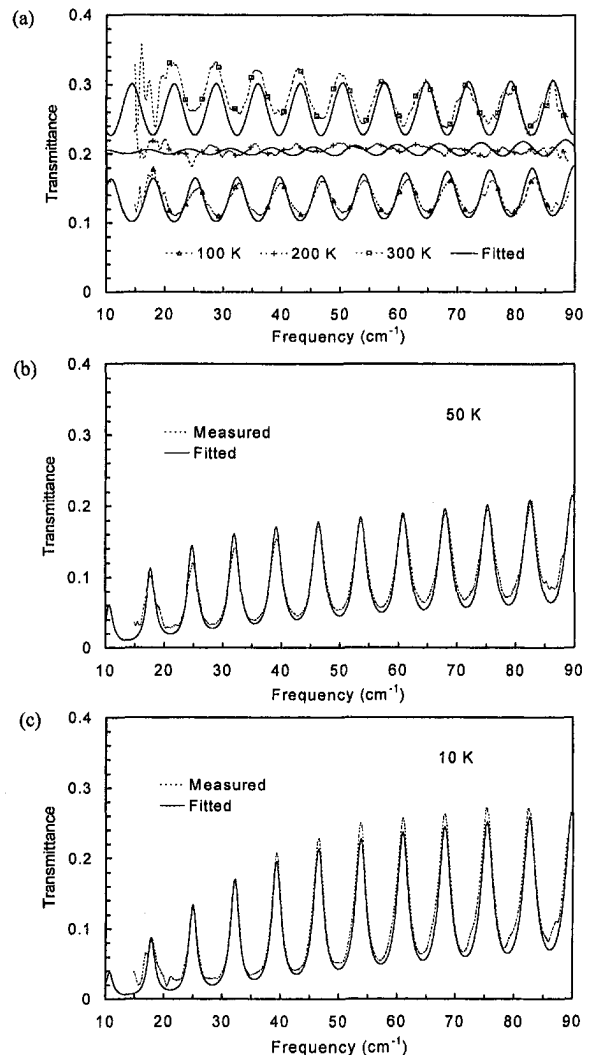 (a)
0.4
0.3
0.2
0.1
0
Transmittance
100 K 200 K 300 K Fitted
10 20 30 40 50 60 70 80 90
Frequency (cm⁻¹)
(b)
0.4
0.3
0.2
0.1
0
Transmittance
50 K
Measured
Fitted
10 20 30 40 50 60 70 80 90
Frequency (cm⁻¹)
(c)
0.4
0.3
0.2
0.1
0
Transmittance
10 K
Measured
Fitted
10 20 30 40 50 60 70 80 90
Frequency (cm⁻¹)